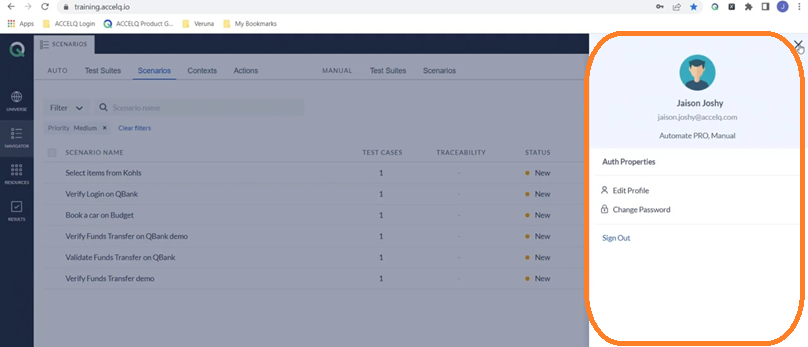 training.accelq.io
J
Apps ACCELQ Login ACCELQ Product G... Veruna My Bookmarks
SCENARIOS
AUTO Test Suites Scenarios Contexts Actions MANUAL Test Suites Scenarios
UNIVERSE
NAVIGATOR
RESOURCES
RESULTS
Filter Scenario name
Priority Medium × Clear filters
SCENARIO NAME TEST CASES TRACEABILITY STATUS
Select items from Kohls 1 - New
Verify Login on QBank 1 - New
Book a car on Budget 1 - New
Verify Funds Transfer on QBank demo 1 - New
Validate Funds Transfer on QBank 1 - New
Verify Funds Transfer demo 1 - New
Jaison Joshy
jaison.joshy@accelq.com
Automate PRO, Manual
Auth Properties
Edit Profile
Change Password
Sign Out